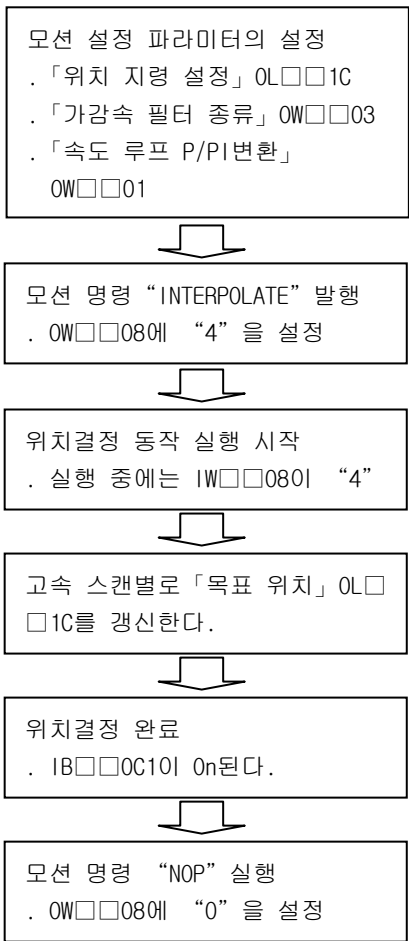 모션 설정 파라미터의 설정
.「위치 지령 설정」OL□□1C
.「가감속 필터 종류」OW□□03
.「속도 루프 P/PI변환」
OW□□01
모션 명령 “INTERPOLATE” 발행
. OW□□08에 “4”을 설정
위치결정 동작 실행 시작
. 실행 중에는 IW□□08이 “4”
고속 스캔별로「목표 위치」OL□
□1C를 갱신한다.
위치결정 완료
. IB□□0C1이 On된다.
모션 명령 “NOP”실행
. OW□□08에 “0”을 설정